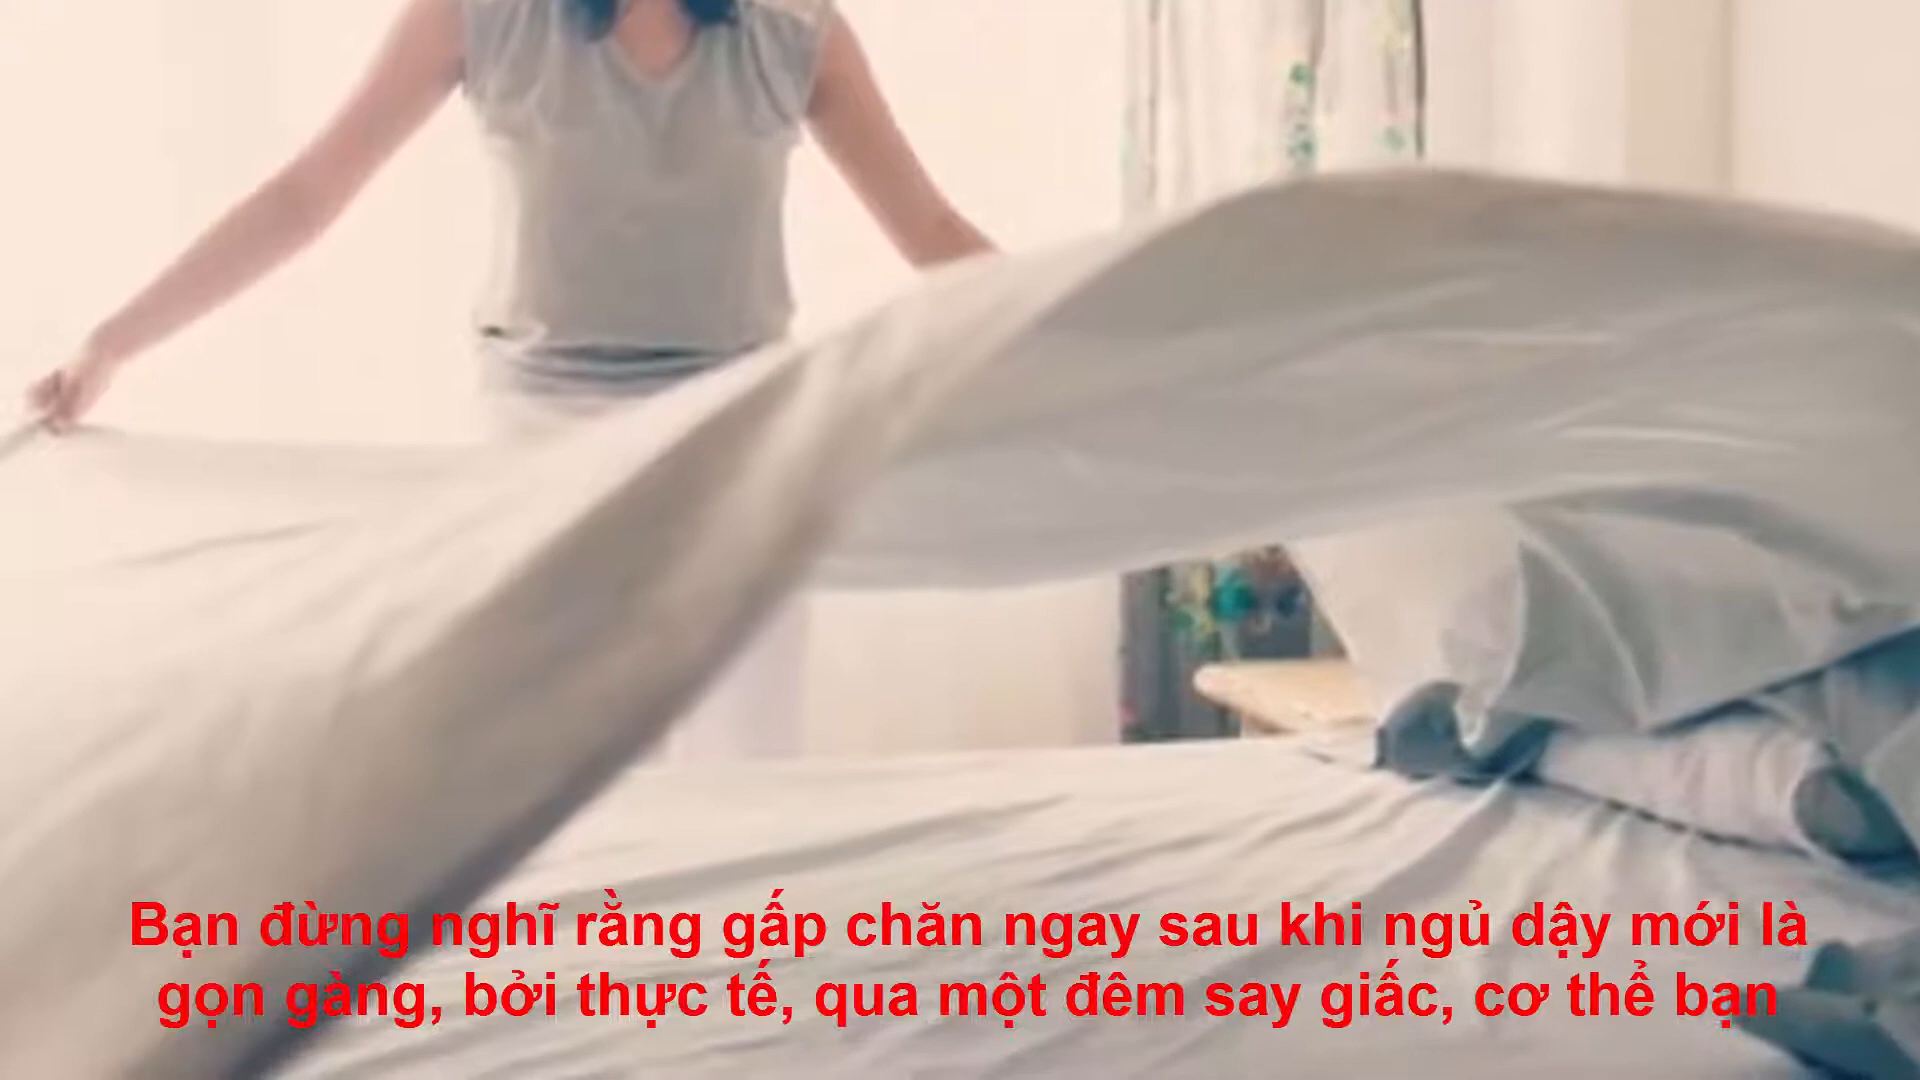 Bạn đừng nghĩ rằng gấp chăn ngay sau khi ngủ dậy mới là
gọn gàng, bởi thực tế, qua một đêm say giấc, cơ thể bạn